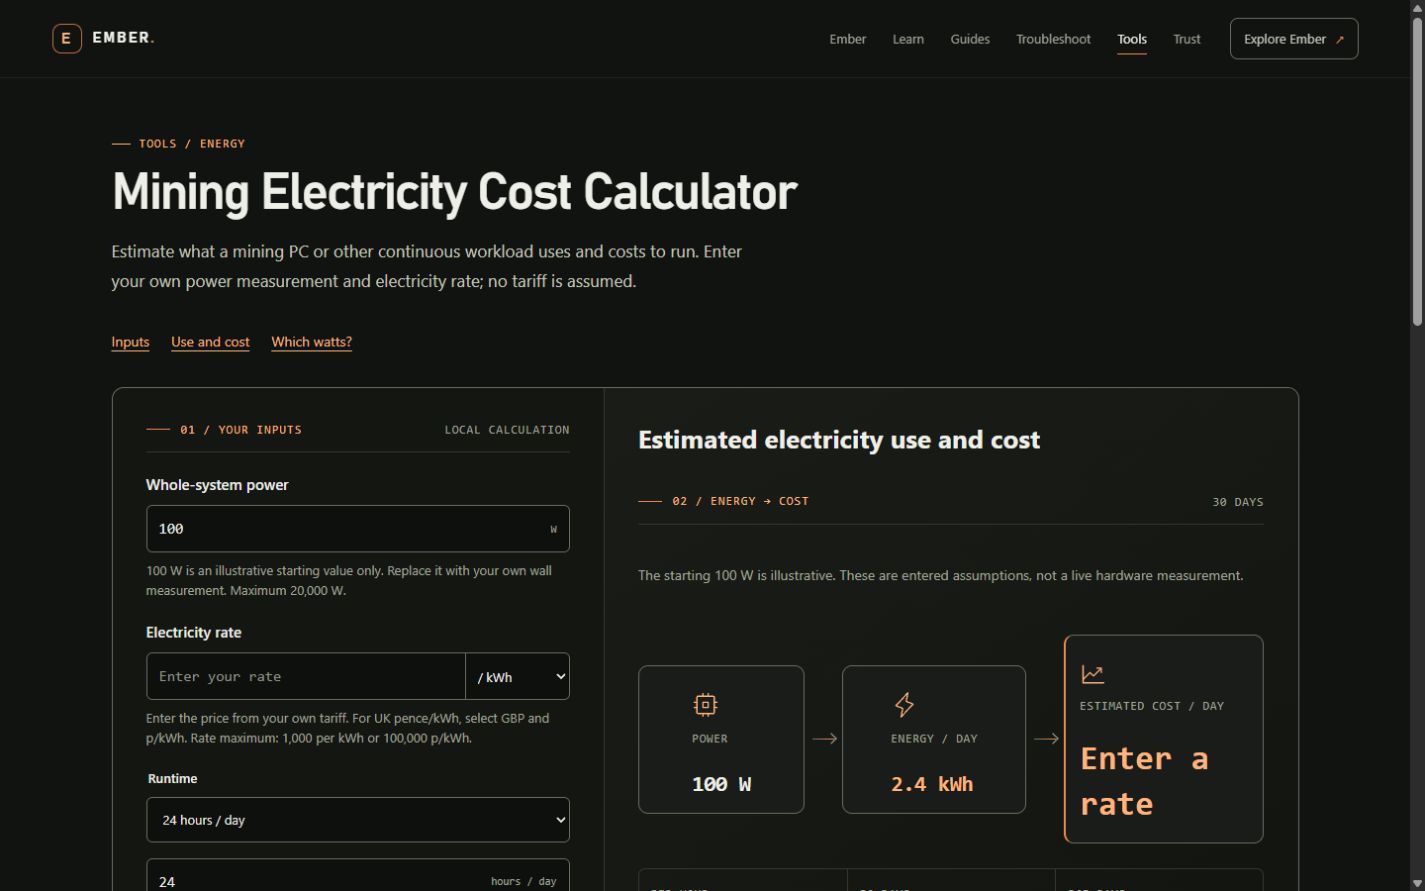 E EMBER.
Ember Learn Guides Troubleshoot Tools Trust Explore Ember ↗
TOOLS / ENERGY
Mining Electricity Cost Calculator
Estimate what a mining PC or other continuous workload uses and costs to run. Enter
your own power measurement and electricity rate; no tariff is assumed.
Inputs Use and cost Which watts?
01 / YOUR INPUTS LOCAL CALCULATION
Whole-system power
100 W
100 W is an illustrative starting value only. Replace it with your own wall
measurement. Maximum 20,000 W.
Electricity rate
Enter your rate / kWh
Enter the price from your own tariff. For UK pence/kWh, select GBP and
p/kWh. Rate maximum: 1,000 per kWh or 100,000 p/kWh.
Runtime
24 hours / day
24 hours / day
Estimated electricity use and cost
02 / ENERGY → COST 30 DAYS
The starting 100 W is illustrative. These are entered assumptions, not a live hardware measurement.
POWER
100 W
ENERGY / DAY
2.4 kWh
ESTIMATED COST / DAY
Enter a
rate